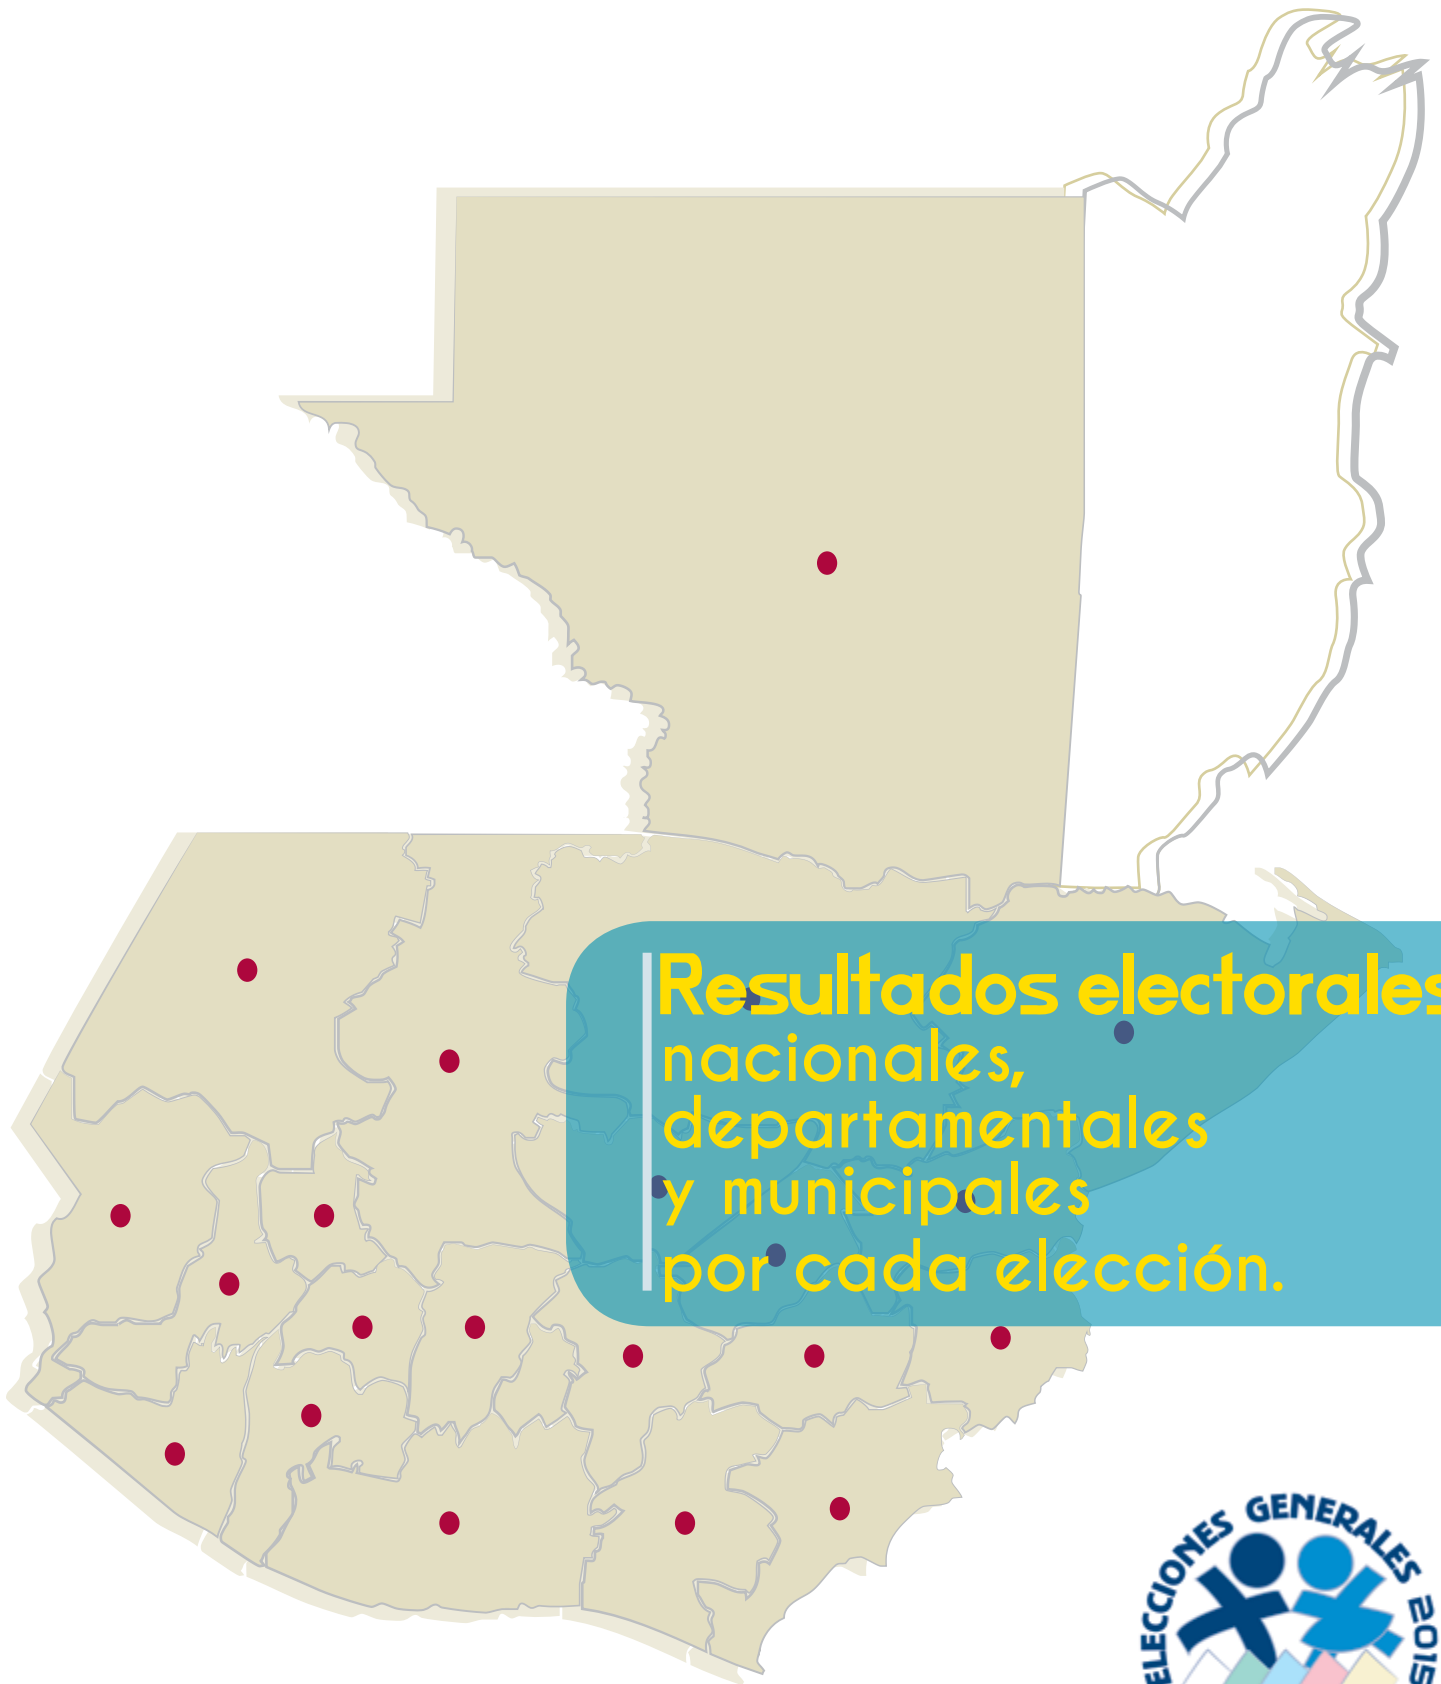 Resultados electorales
nacionales,
departamentales
y municipales
por cada elección.
ELECCIONES GENERALES 2015